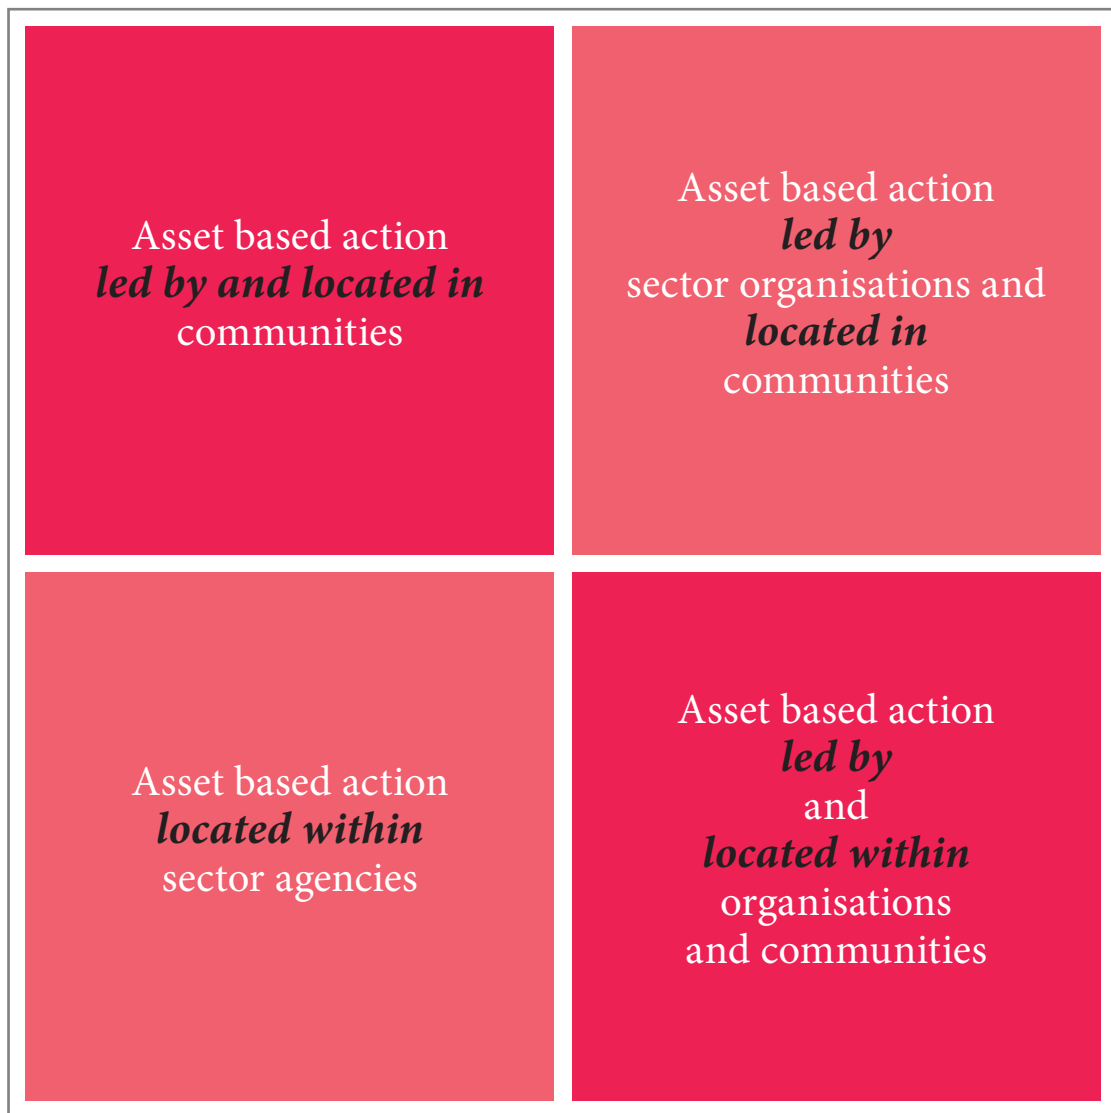 Asset based action
led by and located in
communities
Asset based action
led by
sector organisations and
located in
communities
Asset based action
located within
sector agencies
Asset based action
led by
and
located within
organisations
and communities